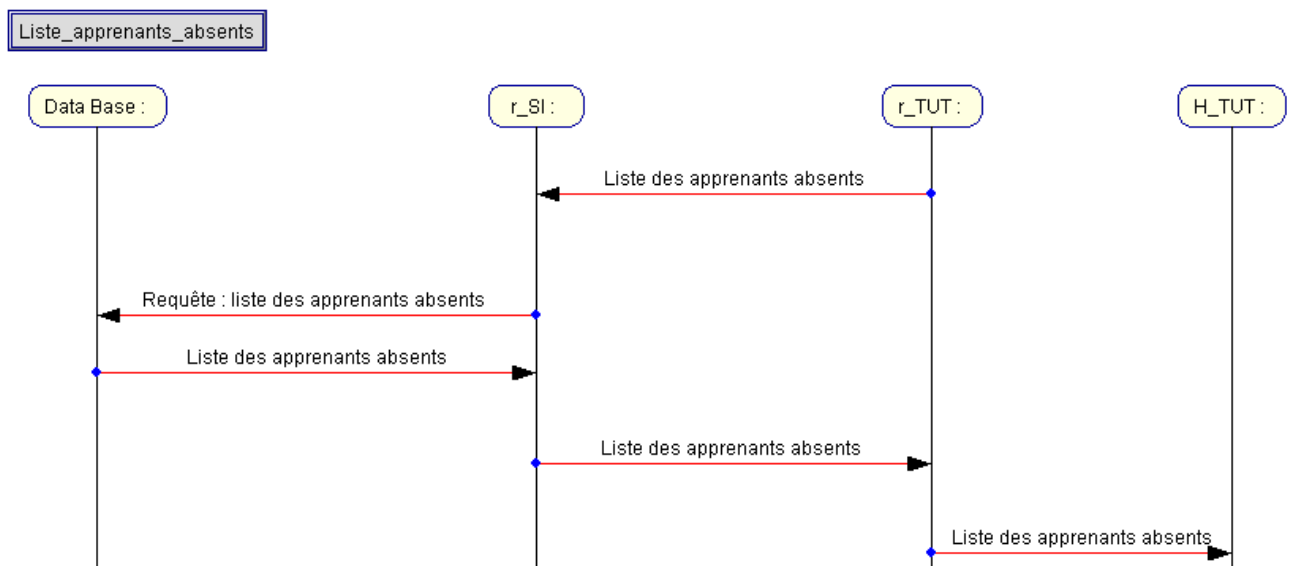 Liste_apprenants_absents
Data Base :
r_SI :
r_TUT :
H_TUT :
Liste des apprenants absents
Requête : liste des apprenants absents
Liste des apprenants absents
Liste des apprenants absents
Liste des apprenants absents